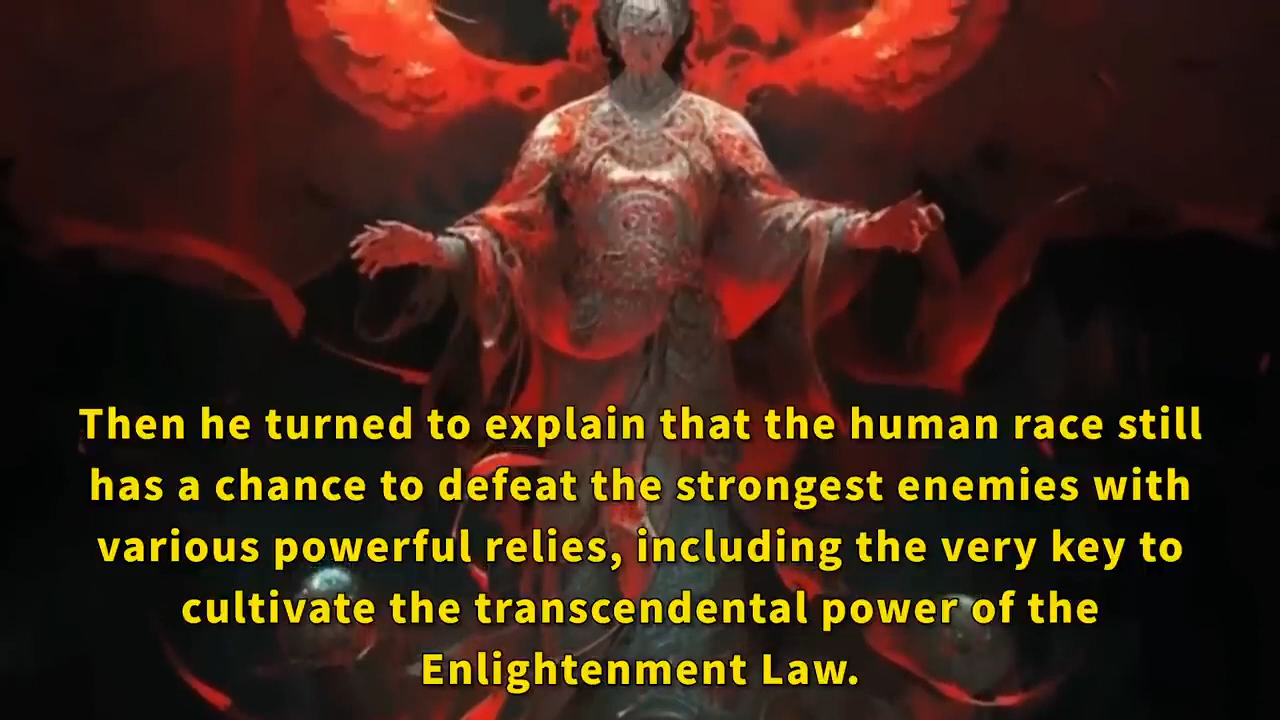 Then he turned to explain that the human race still
has a chance to defeat the strongest enemies with
various powerful relies, including the very key to
cultivate the transcendental power of the
Enlightenment Law.